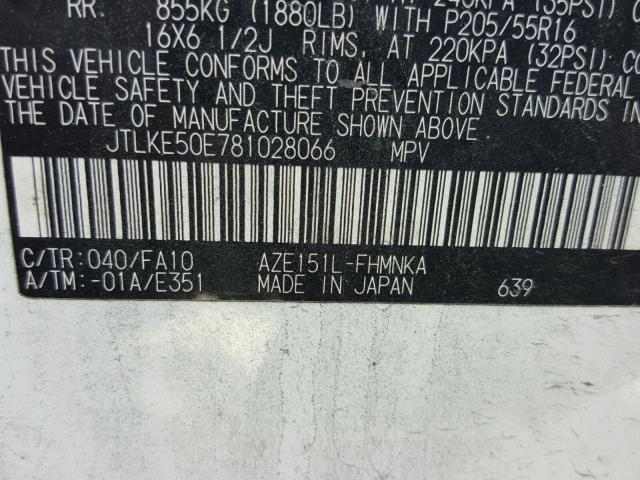 RR. 855KG (1880LB) WITH P205/55R16
16X6 1/2J RIMS, AT 220KPA (32PSI) CO
THIS VEHICLE CONFORMS TO ALL APPLICABLE FEDERAL
VEHICLE SAFETY AND THEFT PREVENTION STANDARDS IN
THE DATE OF MANUFACTURE SHOWN ABOVE.
JTLKE50E781028066 MPV
C/TR: 040/FA10 AZE151L-FHMNKA
A/TM: -01A/E351 MADE IN JAPAN 639